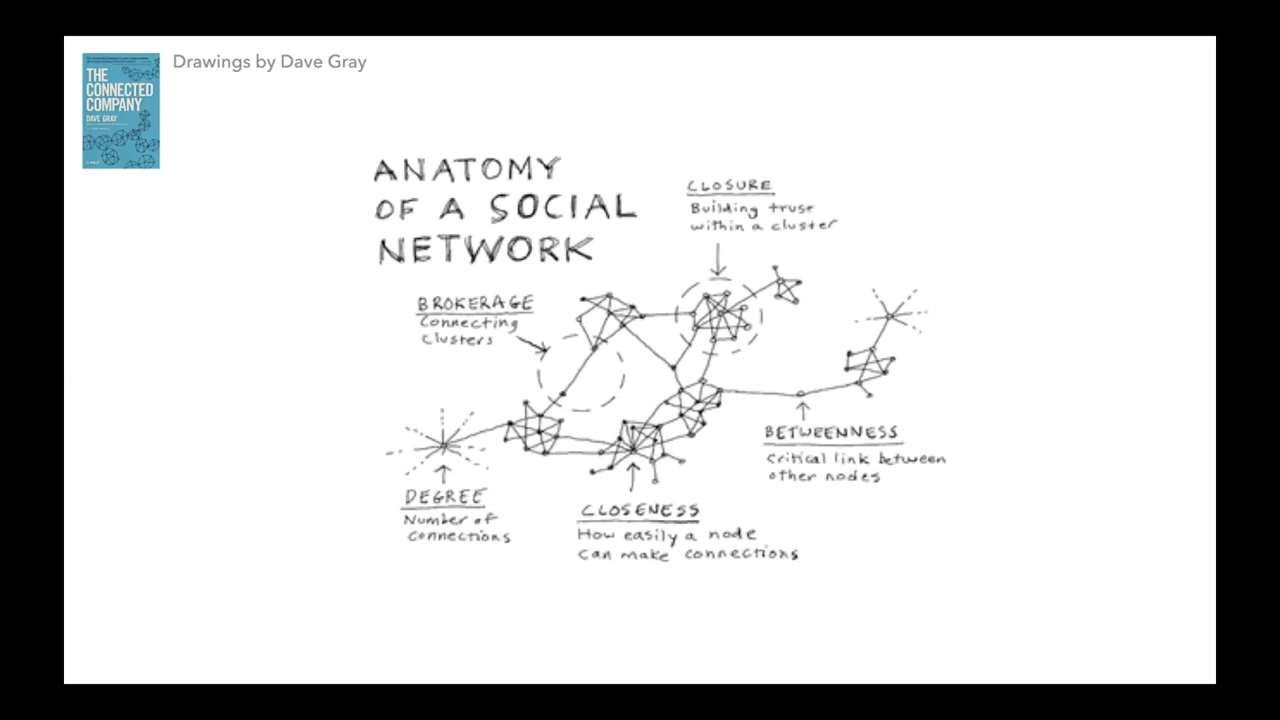 Drawings by Dave Gray
THE
CONNECTED
COMPANY
DAVE GRAY
ANATOMY
OF A SOCIAL
NETWORK
CLOSURE
Building trust
within a cluster
BROKERAGE
Connecting
clusters
BETWEENNESS
Critical link between
other nodes
DEGREE
Number of
connections
CLOSENESS
How easily a node
can make connections